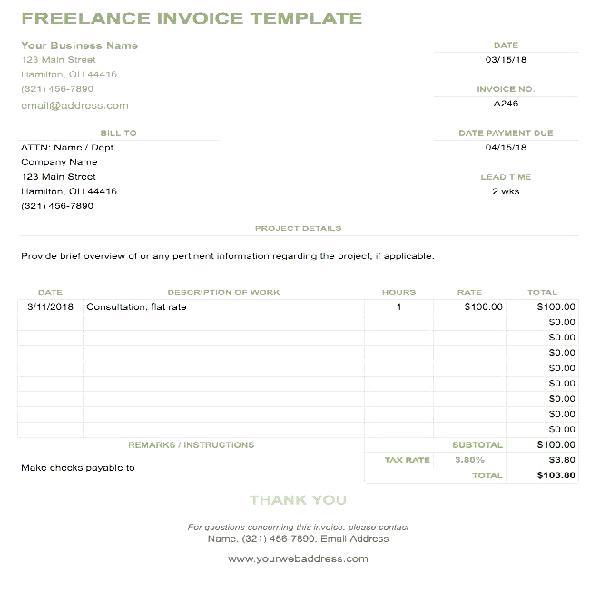 FREELANCE INVOICE TEMPLATE
Your Business Name
123 Main Street
Hamilton, OH 44416
(321) 456-7890
email@address.com
DATE
03/15/18
INVOICE NO.
A246
BILL TO
ATTN: Name / Dept
Company Name
123 Main Street
Hamilton, OH 44416
(321) 456-7890
DATE PAYMENT DUE
04/15/18
LEAD TIME
2 wks
PROJECT DETAILS
Provide brief overview of or any pertinent information regarding the project, if applicable.
DATE DESCRIPTION OF WORK HOURS RATE TOTAL
3/11/2018 Consultation, flat rate 1 $100.00 $100.00
$0.00
$0.00
$0.00
$0.00
$0.00
$0.00
$0.00
$0.00
REMARKS / INSTRUCTIONS SUBTOTAL $100.00
Make checks payable to TAX RATE 3.80% $3.80
TOTAL $103.80
THANK YOU
For questions concerning this invoice, please contact
Name, (321) 456-7890, Email Address
www.yourwebaddress.com